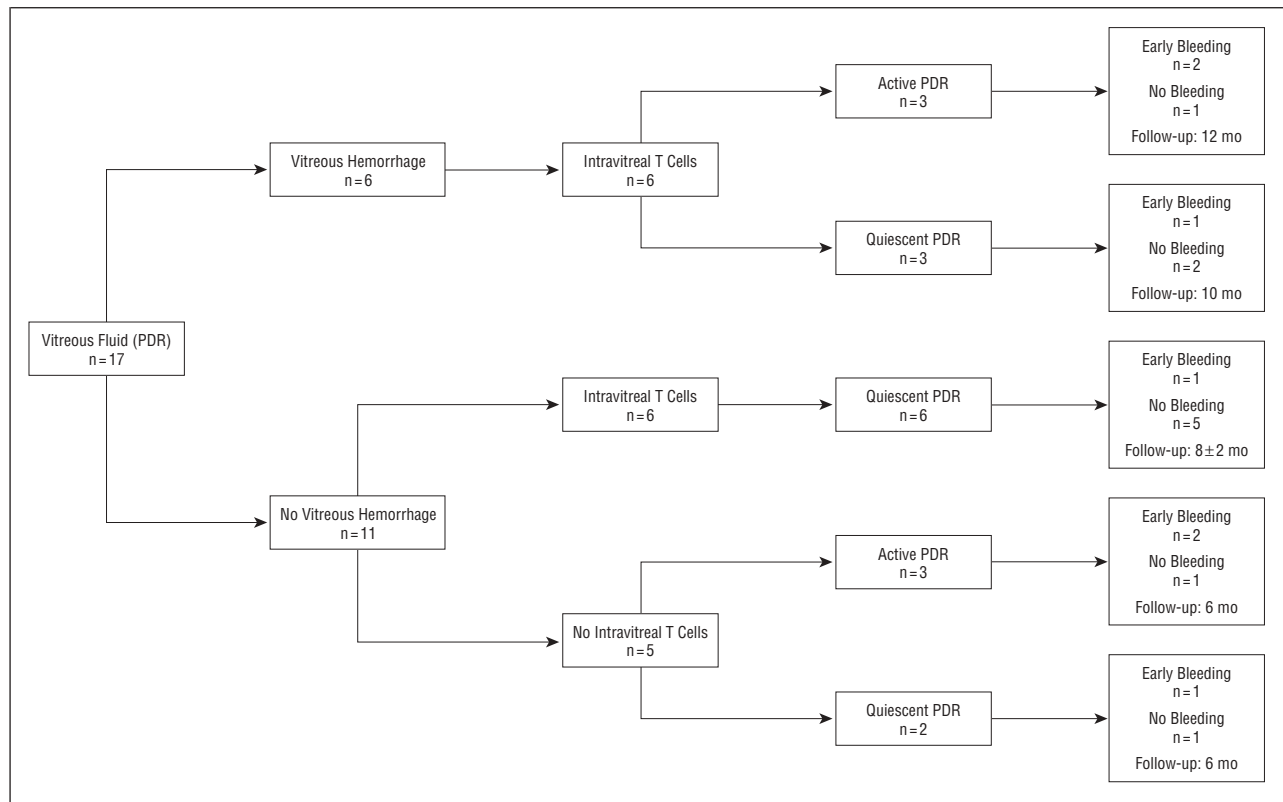 Vitreous Fluid (PDR)
n=17
Vitreous Hemorrhage
n=6
Intravitreal T Cells
n=6
Active PDR
n=3
Early Bleeding
n=2
No Bleeding
n=1
Follow-up: 12 mo
Quiescent PDR
n=3
Early Bleeding
n=1
No Bleeding
n=2
Follow-up: 10 mo
No Vitreous Hemorrhage
n=11
Intravitreal T Cells
n=6
Quiescent PDR
n=6
Early Bleeding
n=1
No Bleeding
n=5
Follow-up: 8±2 mo
No Intravitreal T Cells
n=5
Active PDR
n=3
Early Bleeding
n=2
No Bleeding
n=1
Follow-up: 6 mo
Quiescent PDR
n=2
Early Bleeding
n=1
No Bleeding
n=1
Follow-up: 6 mo